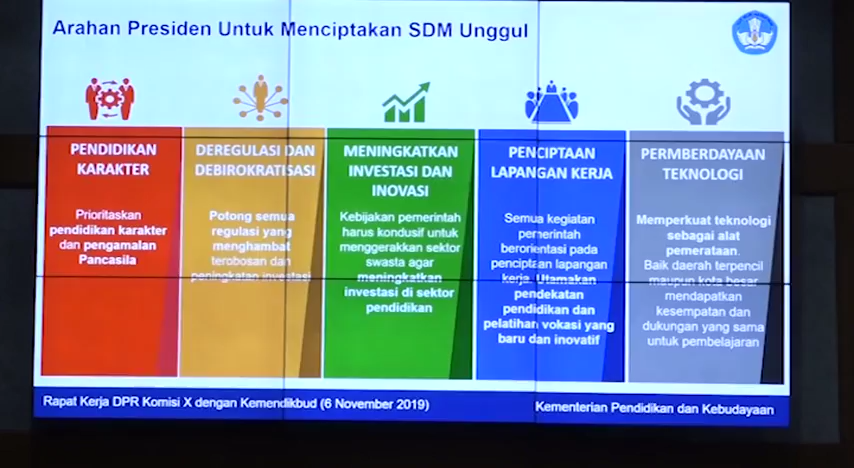 Arahan Presiden Untuk Menciptakan SDM Unggul
PENDIDIKAN
KARAKTER
Prioritaskan
pendidikan karakter
dan pengamalan
Pancasila
DEREGULASI DAN
DEBIROKRATISASI
Potong semua
regulasi yang
menghambat
terobosan dan
peningkatan investasi
MENINGKATKAN
INVESTASI DAN
INOVASI
Kebijakan pemerintah
harus kondusif untuk
menggerakkan sektor
swasta agar
meningkatkan
investasi di sektor
pendidikan
PENCIPTAAN
LAPANGAN KERJA
Semua kegiatan
pemerintah
berorientasi pada
penciptaan lapangan
kerja. Utamakan
pendekatan
pendidikan dan
pelatihan vokasi yang
baru dan inovatif
PERMBERDAYAAN
TEKNOLOGI
Memperkuat teknologi
sebagai alat
pemerataan.
Baik daerah terpencil
maupun kota besar
mendapatkan
kesempatan dan
dukungan yang sama
untuk pembelajaran
Rapat Kerja DPR Komisi X dengan Kemendikbud (6 November 2019)
Kementerian Pendidikan dan Kebudayaan